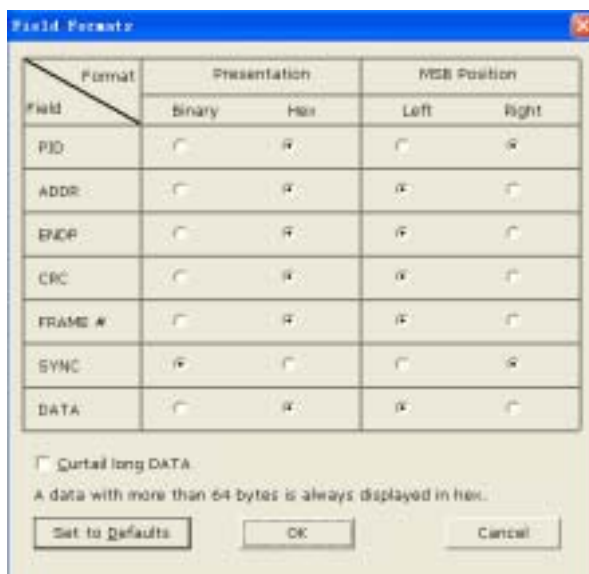 Field Formats
Format Presentation MSB Position
Field Binary Hex Left Right
PID
ADDR
ENDP
CRC
FRAME #
SYNC
DATA
Curtail long DATA
A data with more than 64 bytes is always displayed in hex.
Set to Defaults OK Cancel